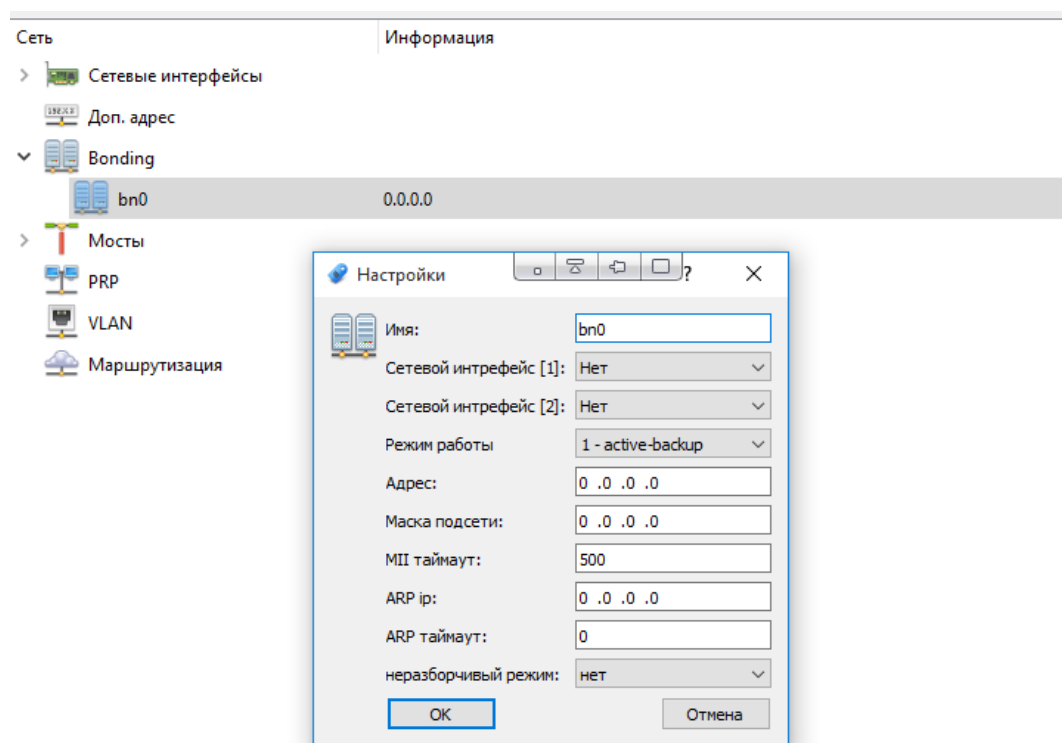 Сеть Информация
Сетевые интерфейсы
Доп. адрес
Bonding
bn0 0.0.0.0
Мосты
PRP
VLAN
Маршрутизация
Настройки ?
Имя: bn0
Сетевой интрефейс [1]: Нет
Сетевой интрефейс [2]: Нет
Режим работы 1 - active-backup
Адрес: 0 .0 .0 .0
Маска подсети: 0 .0 .0 .0
MII таймаут: 500
ARP ip: 0 .0 .0 .0
ARP таймаут: 0
неразборчивый режим: нет
OK Отмена